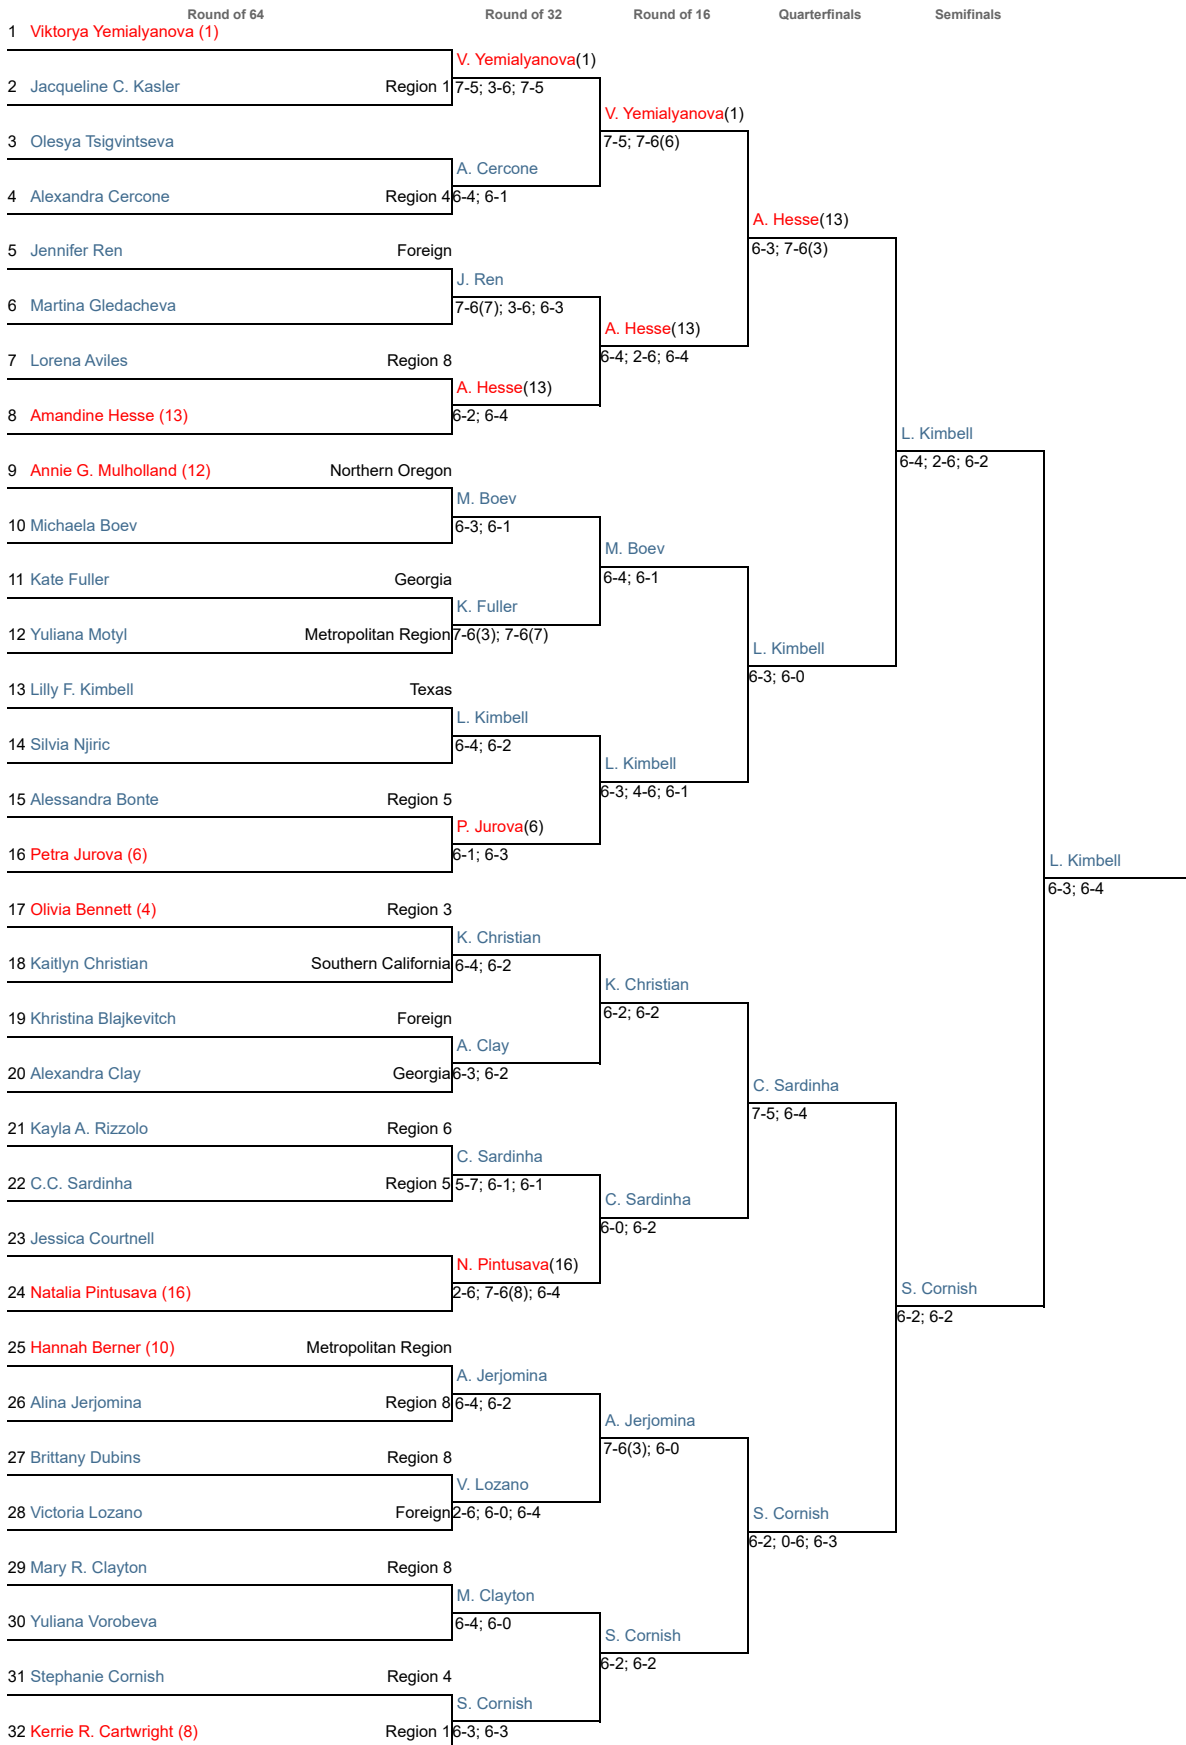 Round of 64 Round of 32 Round of 16 Quarterfinals Semifinals
1 Viktorya Yemialyanova (1)
V. Yemialyanova(1)
2 Jacqueline C. Kasler Region 1 7-5; 3-6; 7-5
V. Yemialyanova(1)
3 Olesya Tsigvintseva 7-5; 7-6(6)
A. Cercone
4 Alexandra Cercone Region 4 6-4; 6-1
A. Hesse(13)
5 Jennifer Ren Foreign 6-3; 7-6(3)
J. Ren
6 Martina Gledacheva 7-6(7); 3-6; 6-3
A. Hesse(13)
7 Lorena Aviles Region 8 6-4; 2-6; 6-4
A. Hesse(13)
8 Amandine Hesse (13) 6-2; 6-4
L. Kimbell
6-4; 2-6; 6-2
9 Annie G. Mulholland (12) Northern Oregon
M. Boev
10 Michaela Boev 6-3; 6-1
M. Boev
11 Kate Fuller Georgia 6-4; 6-1
K. Fuller
12 Yuliana Motyl Metropolitan Region 7-6(3); 7-6(7)
L. Kimbell
6-3; 6-0
13 Lilly F. Kimbell Texas
L. Kimbell
14 Silvia Njiric 6-4; 6-2
L. Kimbell
15 Alessandra Bonte Region 5 6-3; 4-6; 6-1
P. Jurova(6)
16 Petra Jurova (6) 6-1; 6-3
L. Kimbell
6-3; 6-4
17 Olivia Bennett (4) Region 3
K. Christian
18 Kaitlyn Christian Southern California 6-4; 6-2
K. Christian
19 Khristina Blajkevitch Foreign 6-2; 6-2
A. Clay
20 Alexandra Clay Georgia 6-3; 6-2
C. Sardinha
7-5; 6-4
21 Kayla A. Rizzolo Region 6
C. Sardinha
22 C.C. Sardinha Region 5 5-7; 6-1; 6-1
C. Sardinha
23 Jessica Courtnell 6-0; 6-2
N. Pintusava(16)
24 Natalia Pintusava (16) 2-6; 7-6(8); 6-4
S. Cornish
6-2; 6-2
25 Hannah Berner (10) Metropolitan Region
A. Jerjomina
26 Alina Jerjomina Region 8 6-4; 6-2
A. Jerjomina
27 Brittany Dubins Region 8 7-6(3); 6-0
V. Lozano
28 Victoria Lozano Foreign 2-6; 6-0; 6-4
S. Cornish
6-2; 0-6; 6-3
29 Mary R. Clayton Region 8
M. Clayton
30 Yuliana Vorobeva 6-4; 6-0
S. Cornish
6-2; 6-2
31 Stephanie Cornish Region 4
S. Cornish
32 Kerrie R. Cartwright (8) Region 1 6-3; 6-3